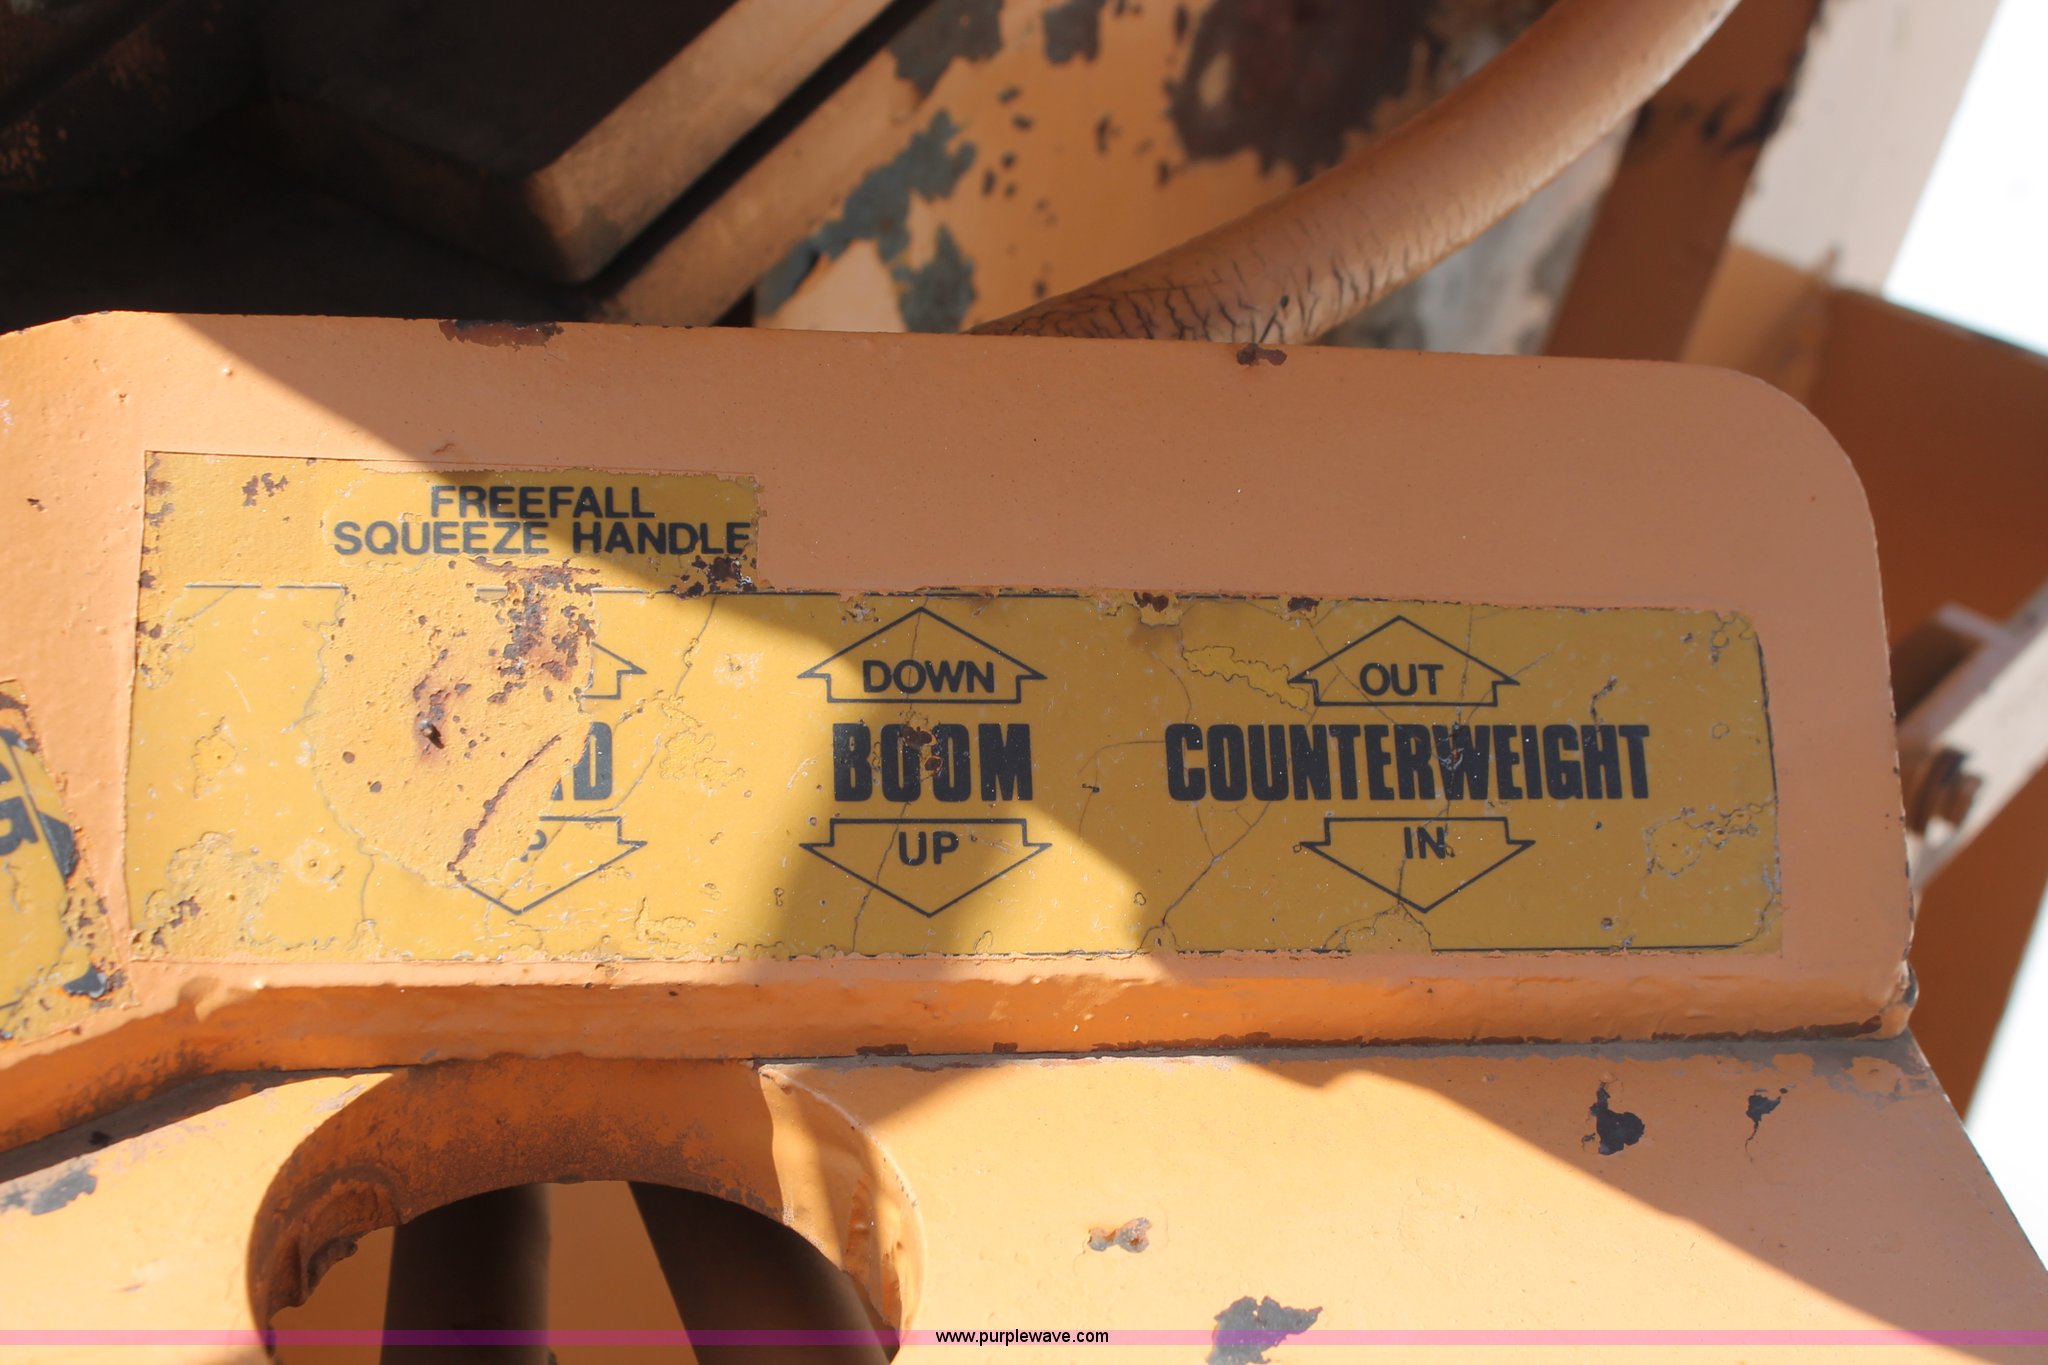 FREEFALL
SQUEEZE HANDLE
DOWN
OUT
BOOM
COUNTERWEIGHT
UP
IN
www.purplewave.com